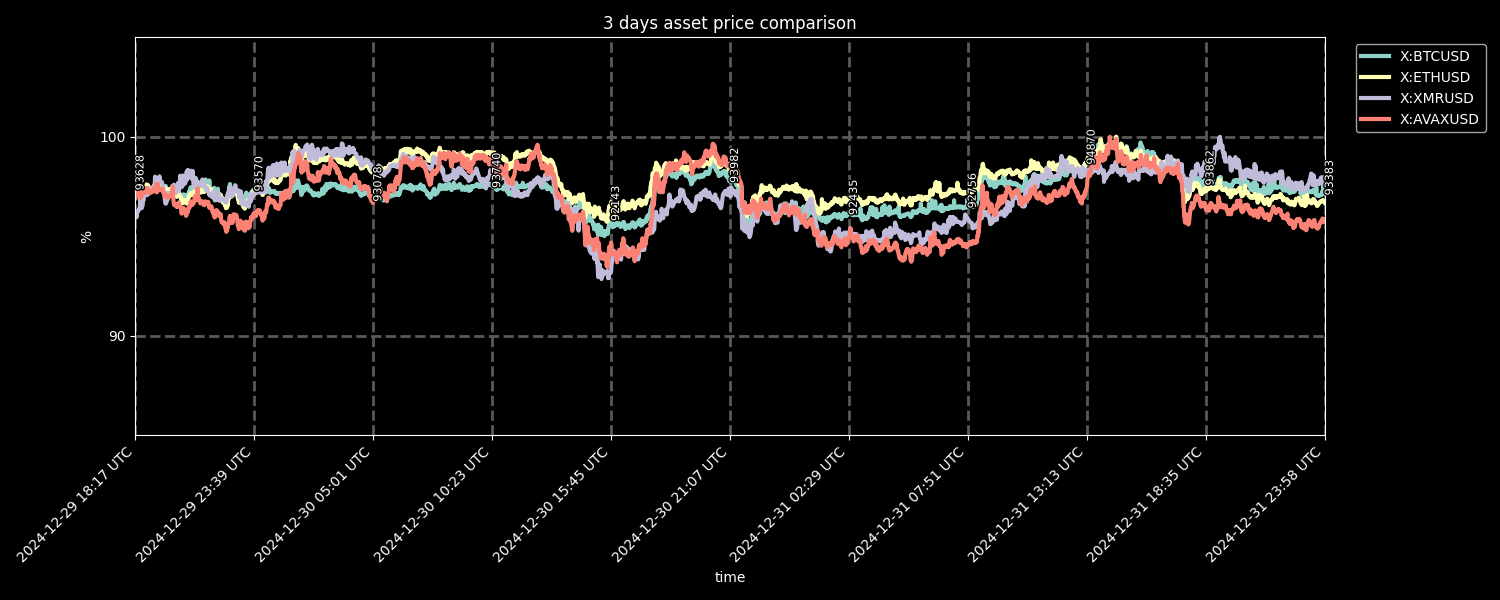 3 days asset price comparison
X:BTCUSD
X:ETHUSD
X:XMRUSD
X:AVAXUSD
100
90
%
93628
93570
93078
93740
92143
93982
92435
92756
94870
93862
93383
2024-12-29 18:17 UTC
2024-12-29 23:39 UTC
2024-12-30 05:01 UTC
2024-12-30 10:23 UTC
2024-12-30 15:45 UTC
2024-12-30 21:07 UTC
2024-12-31 02:29 UTC
2024-12-31 07:51 UTC
2024-12-31 13:13 UTC
2024-12-31 18:35 UTC
2024-12-31 23:58 UTC
time